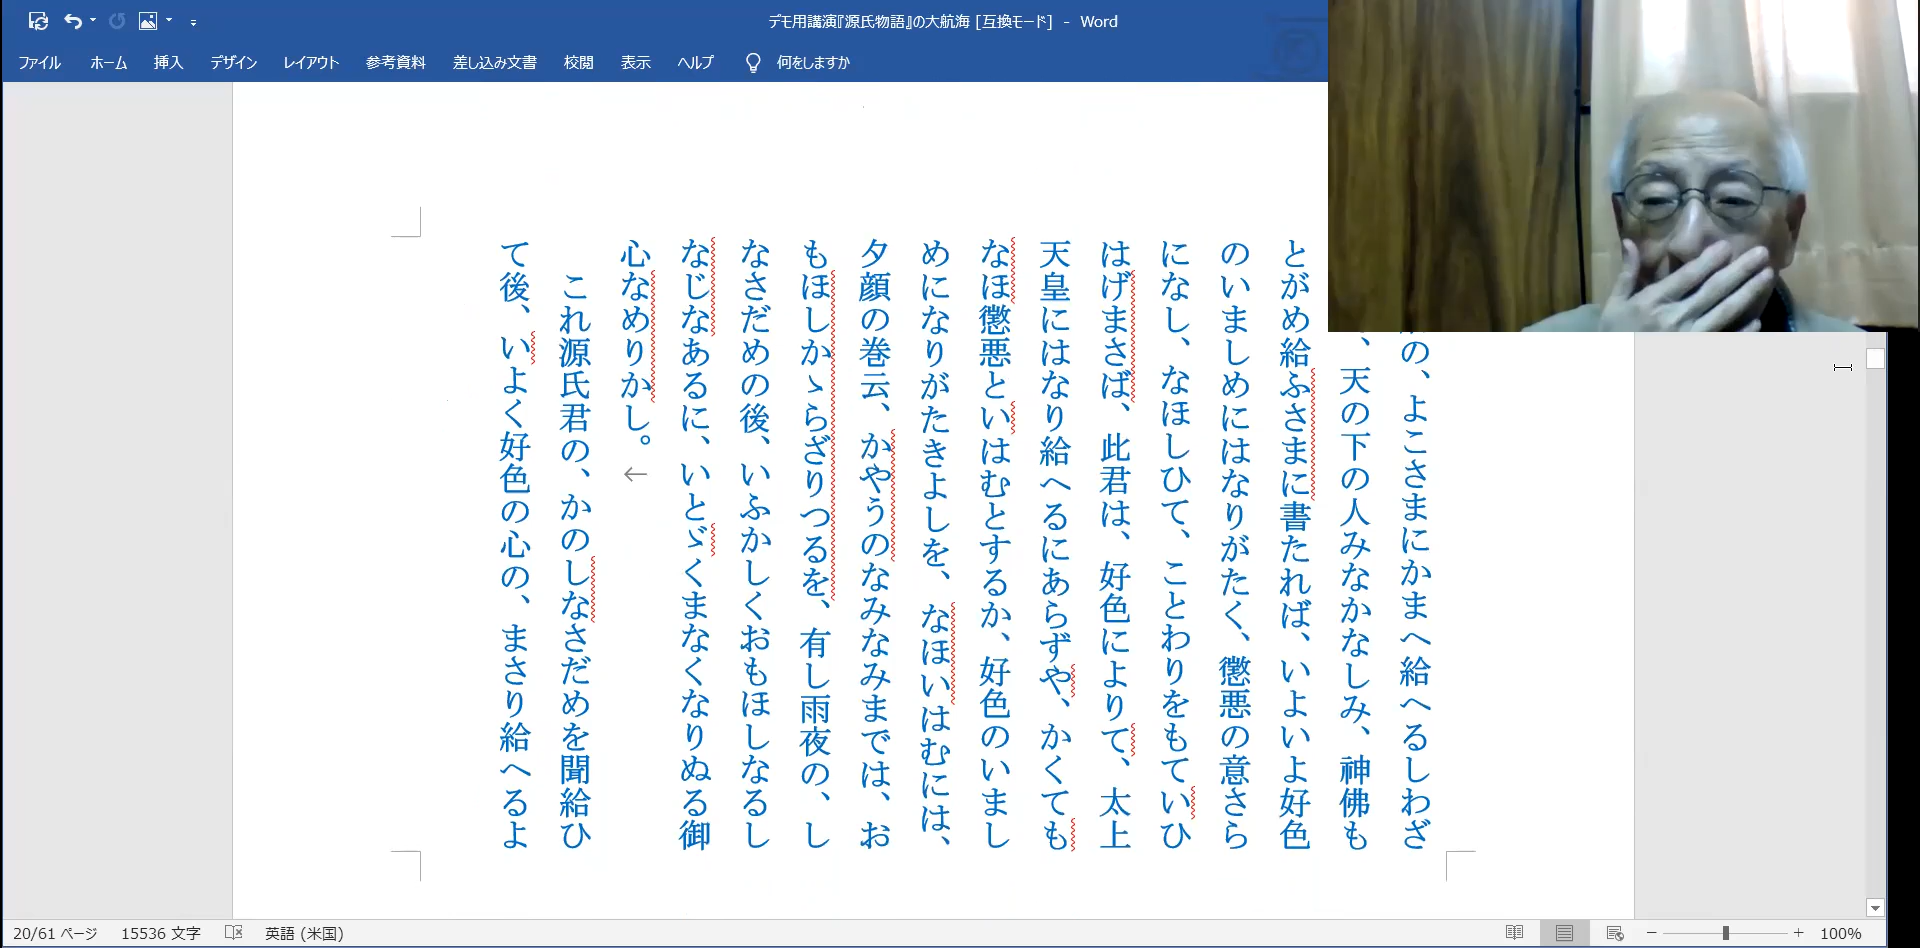 デモ用講演『源氏物語』の大航海 [互換モード] - Word
ファイル ホーム 挿入 デザイン レイアウト 参考資料 差し込み文書 校閲 表示 ヘルプ 何をしますか
の、よこさまにかまへ給へるしわざ
、天の下の人みなかなしみ、神佛も
とがめ給ふさまに書たれば、いよいよ好色
のいましめにはなりがたく、懲悪の意さら
になし、なほしひて、ことわりをもていひ
はげまさば、此君は、好色によりて、太上
天皇にはなり給へるにあらずや、かくても
なほ懲悪といはむとするか、好色のいまし
めになりがたきよしを、なほいはむには、
夕顔の巻云、かやうのなみなみまでは、お
もほしかゝらざりつるを、有し雨夜の、し
なさだめの後、いふかしくおもほしなるし
なじなあるに、いとゞくまなくなりぬる御
心なめりかし。
これ源氏君の、かのしなさだめを聞給ひ
て後、いよく好色の心の、まさり給へるよ
20/61 ページ 15536 文字 英語 (米国) 100%